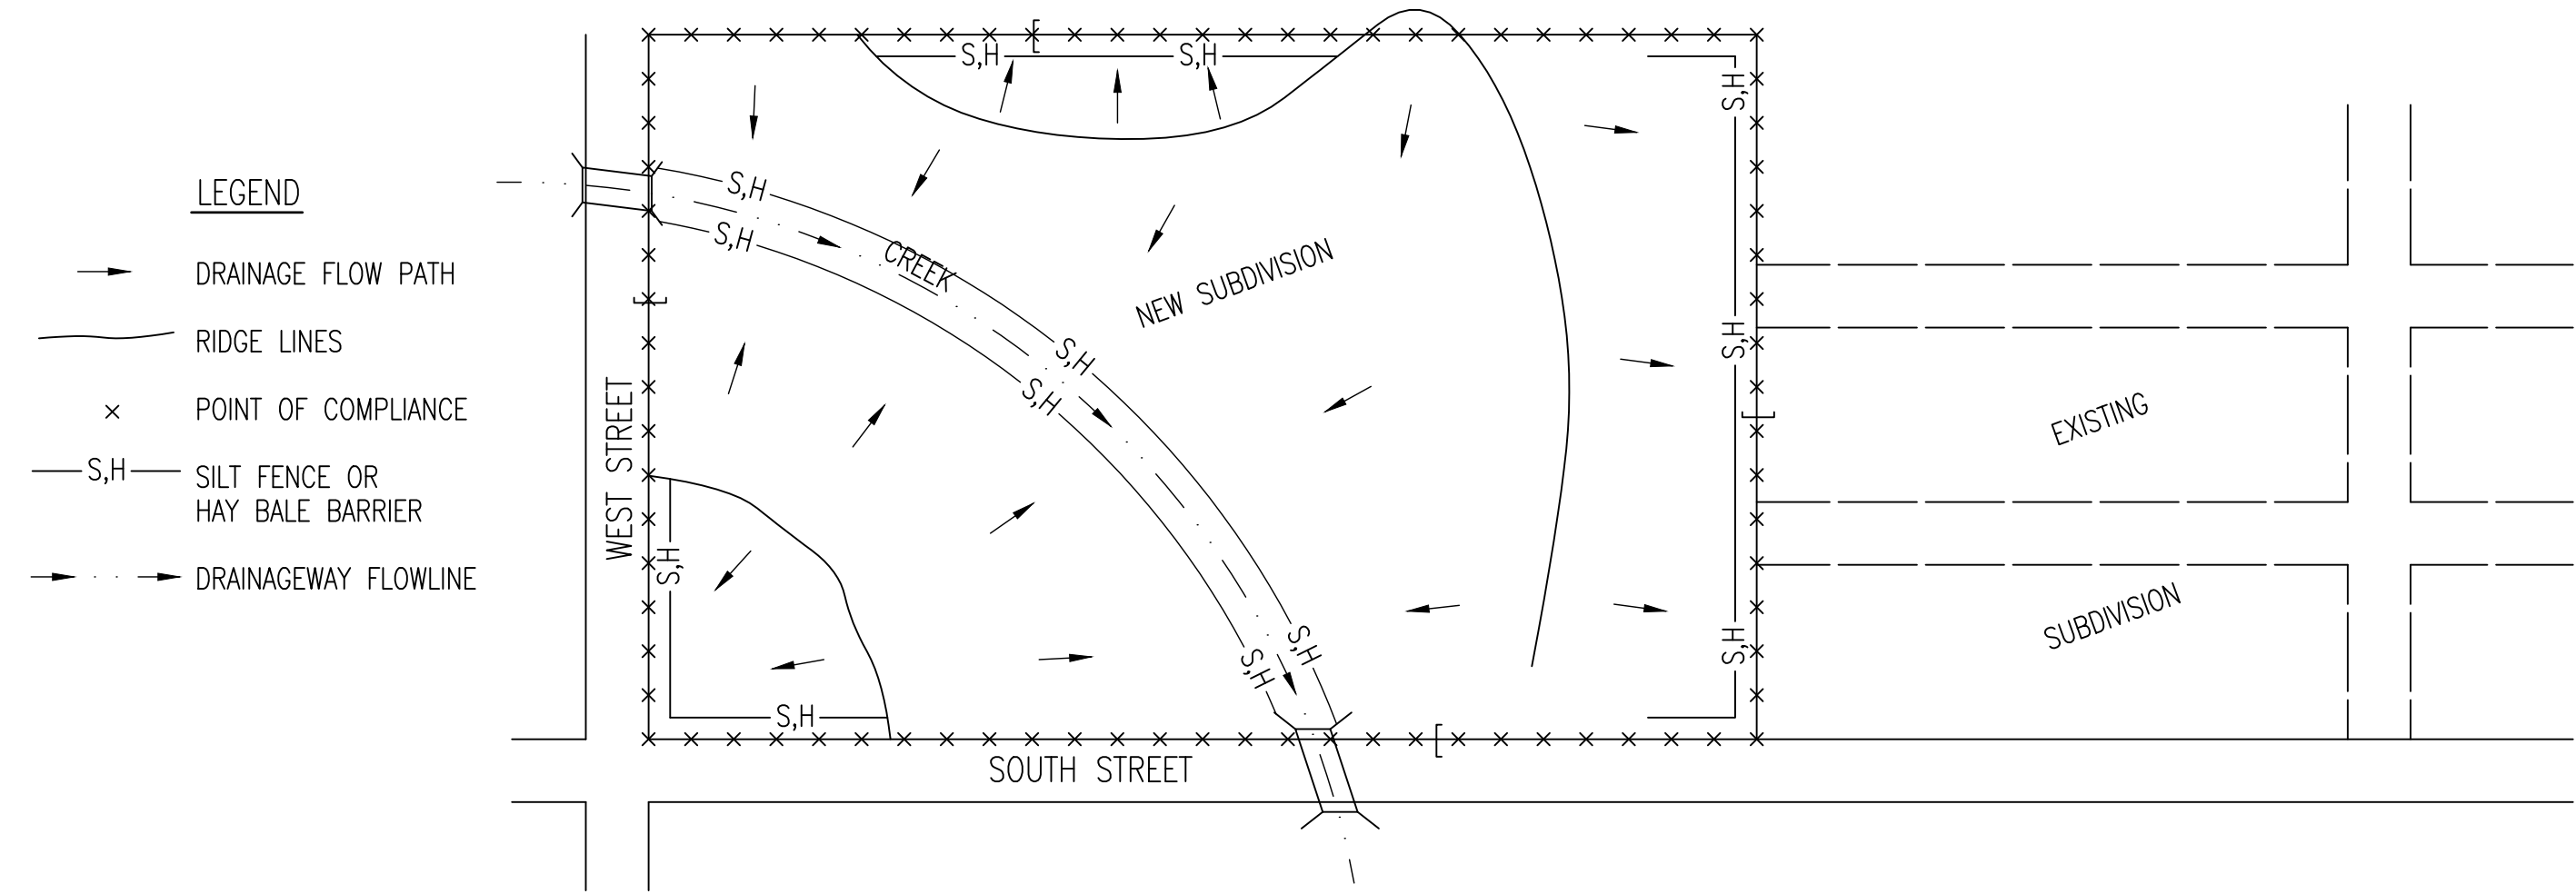 LEGEND
DRAINAGE FLOW PATH
RIDGE LINES
POINT OF COMPLIANCE
S,H
SILT FENCE OR
HAY BALE BARRIER
DRAINAGEWAY FLOWLINE
S,H
S,H
S,H
S,H
S,H
CREEK
NEW SUBDIVISION
S,H
S,H
S,H
WEST STREET
S,H
S,H
S,H
S,H
S,H
SOUTH STREET
EXISTING
SUBDIVISION